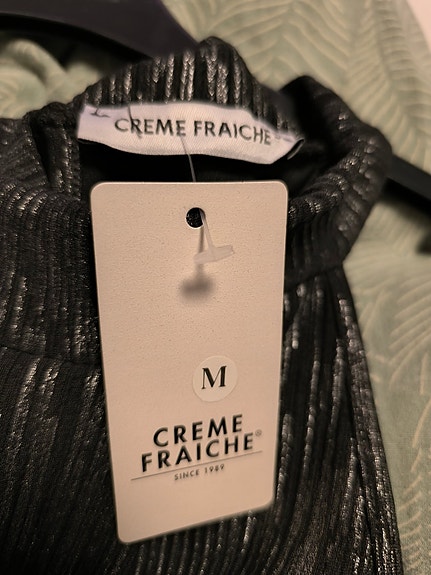 CREME FRAICHE
M
CREME
FRAICHE®
SINCE 1989